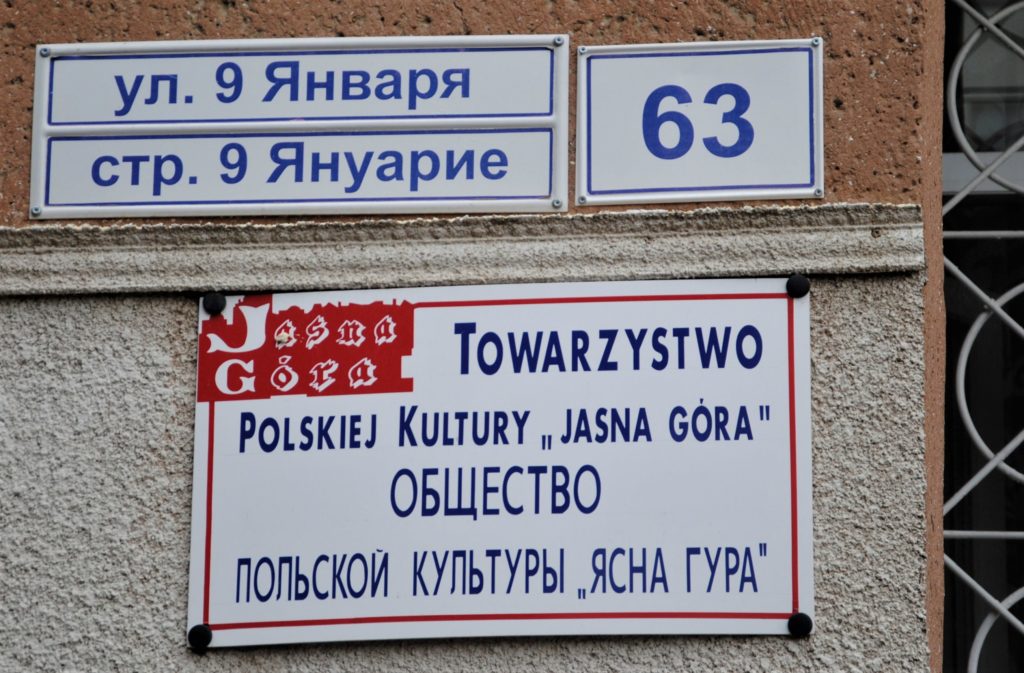 ул. 9 Января
стр. 9 Януарие
63
Jasna
Góra
TOWARZYSTWO
POLSKIEJ KULTURY „JASNA GÓRA"
ОБЩЕСТВО
ПОЛЬСКОЙ КУЛЬТУРЫ „ЯСНА ГУРА"